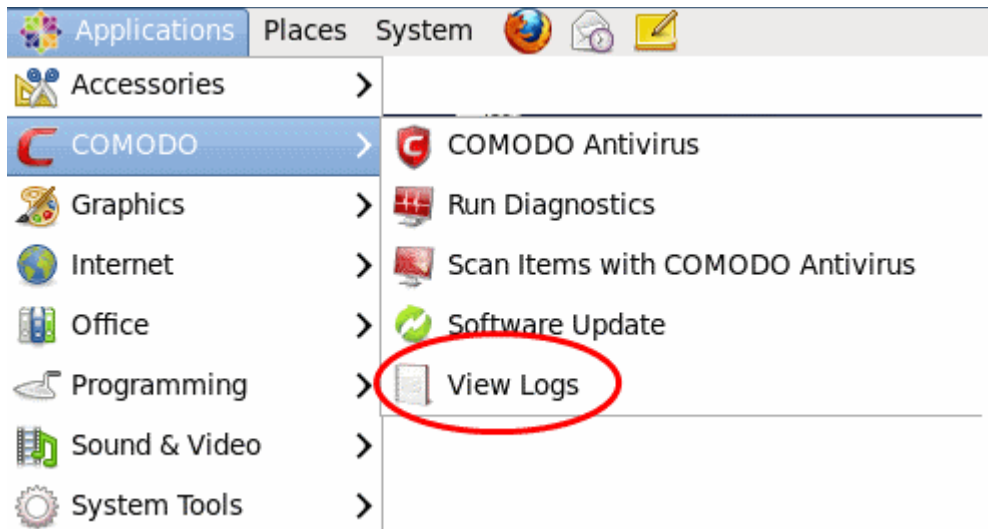 Applications Places System
Accessories
COMODO
COMODO Antivirus
Graphics
Run Diagnostics
Internet
Scan Items with COMODO Antivirus
Office
Software Update
Programming
View Logs
Sound & Video
System Tools